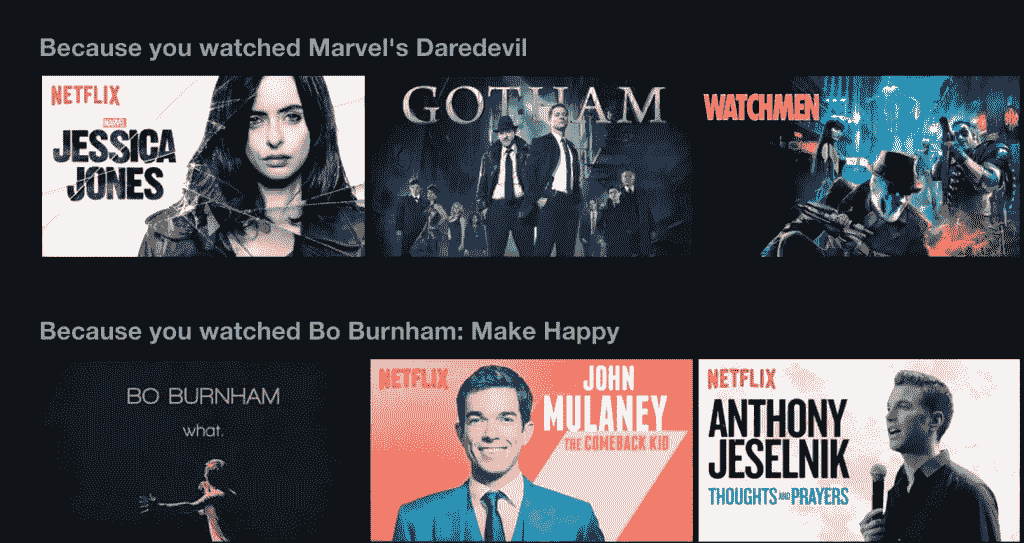 Because you watched Marvel's Daredevil
NETFLIX
MARVEL
JESSICA
JONES
GOTHAM
WATCHMEN
Because you watched Bo Burnham: Make Happy
BO BURNHAM
what.
NETFLIX
JOHN
MULANEY
THE COMEBACK KID
NETFLIX
ANTHONY
JESELNIK
THOUGHTS AND PRAYERS